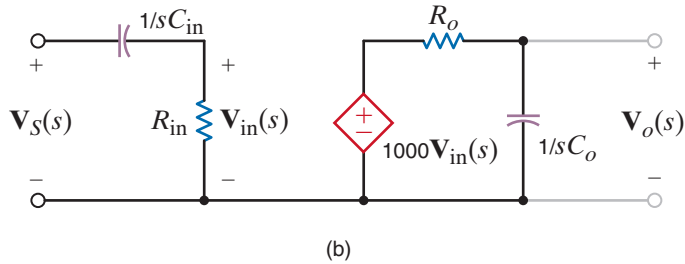 1/sC_in
R_o
+
+
+
V_S(s)
R_in
V_in(s)
+
−
1000V_in(s)
1/sC_o
V_o(s)
−
−
−
(b)